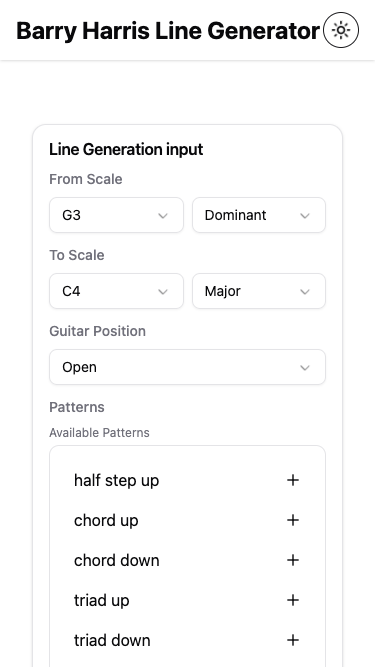 Barry Harris Line Generator
Line Generation input
From Scale
G3 Dominant
To Scale
C4 Major
Guitar Position
Open
Patterns
Available Patterns
half step up
chord up
chord down
triad up
triad down